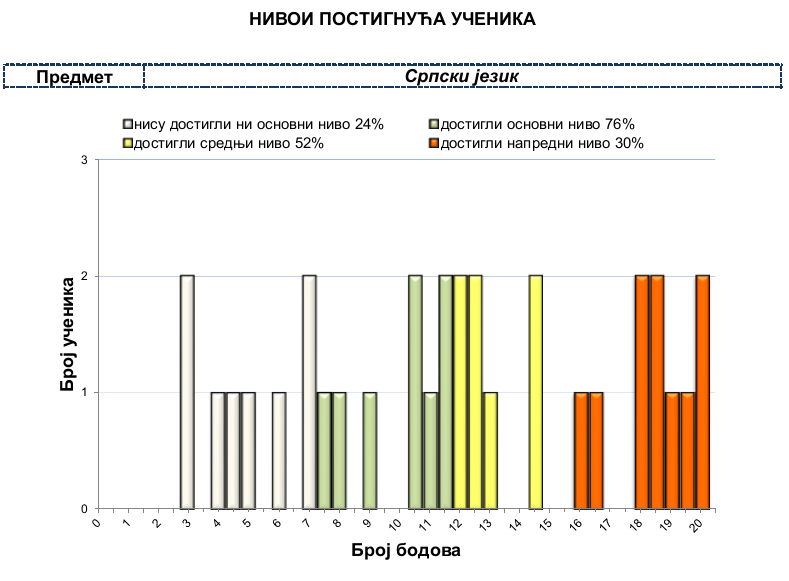 НИВОИ ПОСТИГНУЋА УЧЕНИКА
Предмет Српски језик
нису достигли ни основни ниво 24% достигли основни ниво 76%
достигли средњи ниво 52% достигли напредни ниво 30%
3
2
1
0
Број ученика
0 1 2 3 4 5 6 7 8 9 10 11 12 13 14 15 16 17 18 19 20
Број бодова